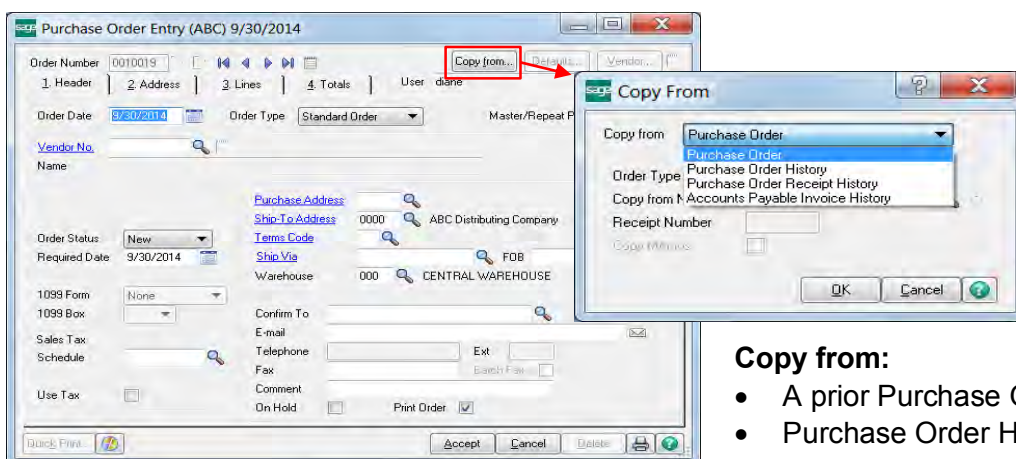 sage Purchase Order Entry (ABC) 9/30/2014
Order Number 0010019 Copy from... Defaults... Vendor...
1. Header 2. Address 3. Lines 4. Totals User diane
Order Date 9/30/2014 Order Type Standard Order Master/Repeat P
Vendor No.
Name
Purchase Address
Ship-To Address 0000 ABC Distributing Company
Order Status New Terms Code
Required Date 9/30/2014 Ship Via FOB
Warehouse 000 CENTRAL WAREHOUSE
1099 Form None
1099 Box Confirm To
Sales Tax E-mail
Schedule Telephone Ext
Fax Batch Fax
Use Tax Comment
On Hold Print Order
Quick Print... Accept Cancel Delete
sage Copy From
Copy from Purchase Order
Purchase Order
Order Type Purchase Order History
Purchase Order Receipt History
Copy from N Accounts Payable Invoice History
Receipt Number
OK Cancel
Copy from:
• A prior Purchase O
• Purchase Order H